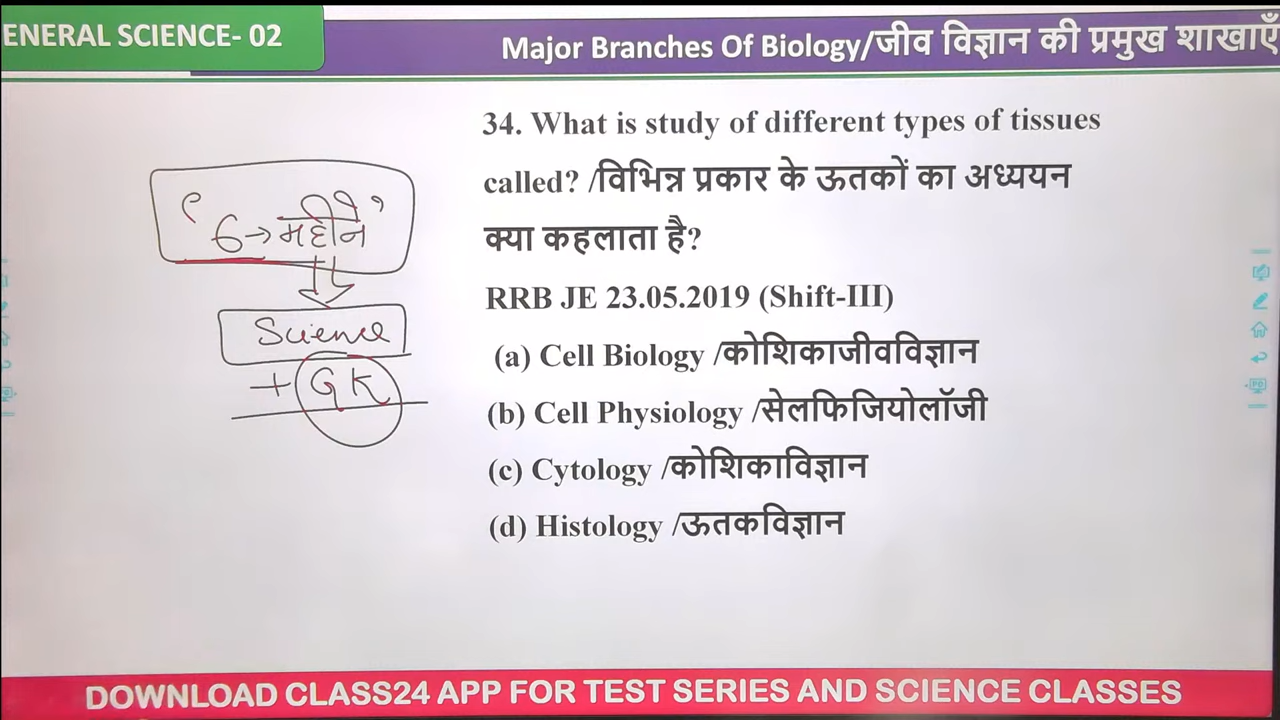 ENERAL SCIENCE- 02
Major Branches Of Biology/जीव विज्ञान की प्रमुख शाखाएँ
34. What is study of different types of tissues
called? /विभिन्न प्रकार के ऊतकों का अध्ययन
क्या कहलाता है?
RRB JE 23.05.2019 (Shift-III)
(a) Cell Biology /कोशिकाजीवविज्ञान
(b) Cell Physiology /सेलफिजियोलॉजी
(c) Cytology /कोशिकाविज्ञान
(d) Histology /ऊतकविज्ञान
"6→महीने"
Science
+ GK
DOWNLOAD CLASS24 APP FOR TEST SERIES AND SCIENCE CLASSES